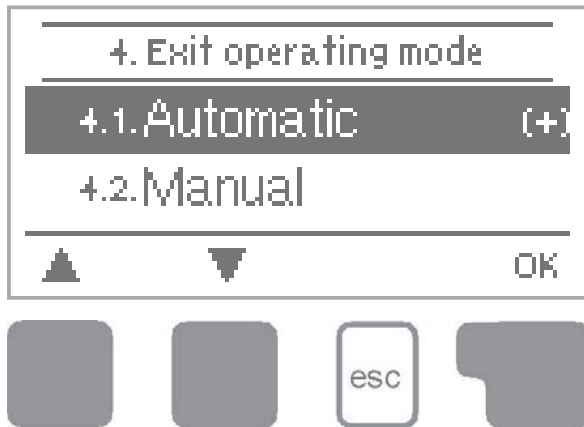 4. Exit operating mode
4.1. Automatic (+)
4.2. Manual
▲ ▼ OK
esc